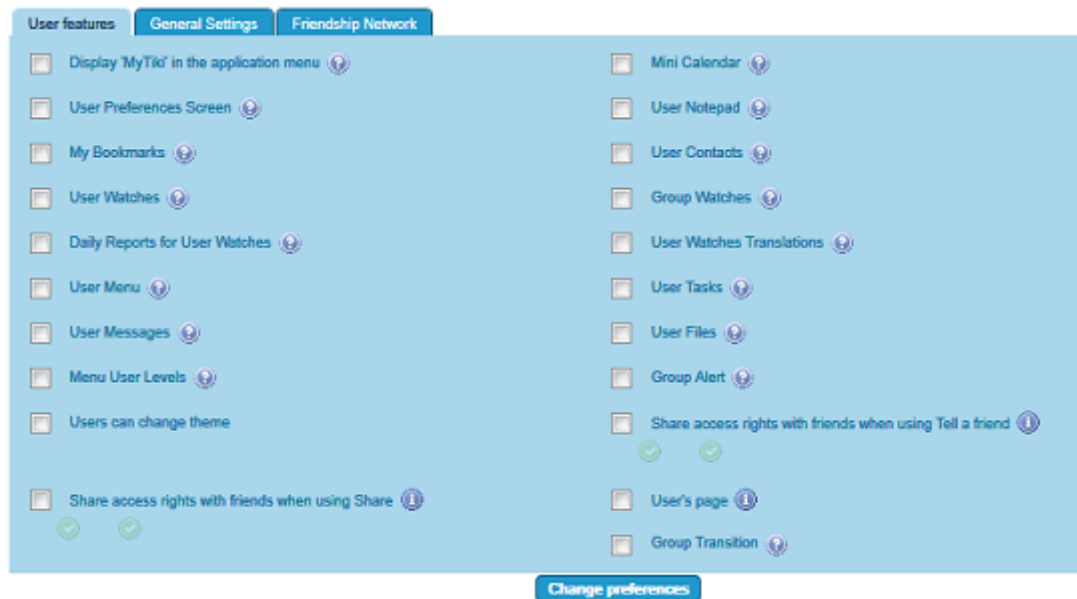 User features General Settings Friendship Network
Display 'MyTiki' in the application menu Mini Calendar
User Preferences Screen User Notepad
My Bookmarks User Contacts
User Watches Group Watches
Daily Reports for User Watches User Watches Translations
User Menu User Tasks
User Messages User Files
Menu User Levels Group Alert
Users can change theme Share access rights with friends when using Tell a friend
Share access rights with friends when using Share User's page
Group Transition
Change preferences